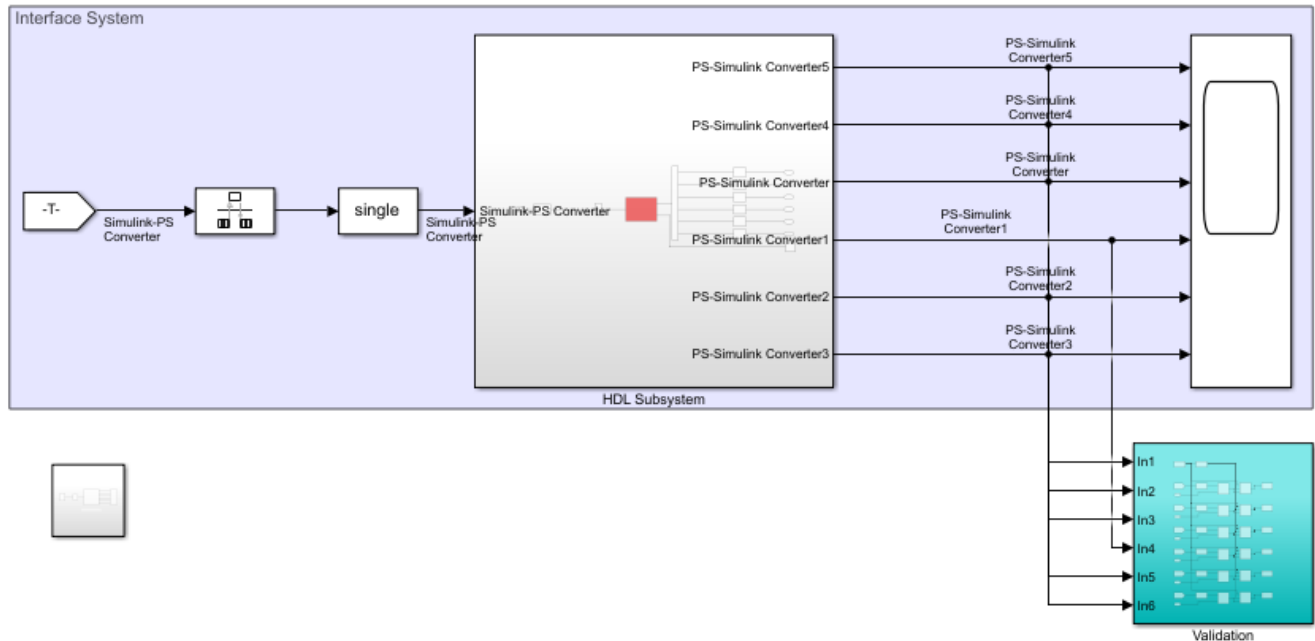 Interface System
PS-Simulink
Converter5
PS-Simulink Converter5
PS-Simulink
Converter4
PS-Simulink Converter4
PS-Simulink
Converter
PS-Simulink Converter
-T-
Simulink-PS
Converter
single
Simulink-PS
Converter
Simulink-PS Converter
PS-Simulink
Converter1
PS-Simulink Converter1
PS-Simulink
Converter2
PS-Simulink Converter2
PS-Simulink
Converter3
PS-Simulink Converter3
HDL Subsystem
In1
In2
In3
In4
In5
In6
Validation